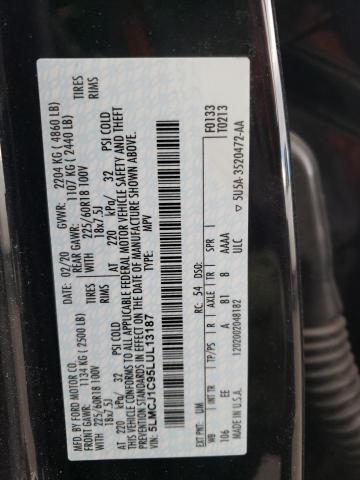 MFD. BY FORD MOTOR CO.
DATE: 02/20 GVWR: 2204 KG ( 4860 LB)
FRONT GAWR: REAR GAWR:
1134 KG ( 2500 LB) 1107 KG ( 2440 LB)
WITH 225/60R18 100V WITH 225/60R18 100V TIRES
18x7.5J 18x7.5J RIMS
AT 220 kPa/ 32 PSI COLD AT 220 kPa/ 32 PSI COLD
THIS VEHICLE CONFORMS TO ALL APPLICABLE FEDERAL MOTOR VEHICLE SAFETY AND THEFT
PREVENTION STANDARDS IN EFFECT ON THE DATE OF MANUFACTURE SHOWN ABOVE.
VIN: 5LMCJ1C95LUL13187
TYPE: MPV
F0133
T0213
EXT PNT: UM RC: 54 DSO:
WB TP/PS R AXLE TR SPR
106 EE A 81 8 AAAA
MADE IN U.S.A. ULC
120200204B182 5U5A-3520472-AA